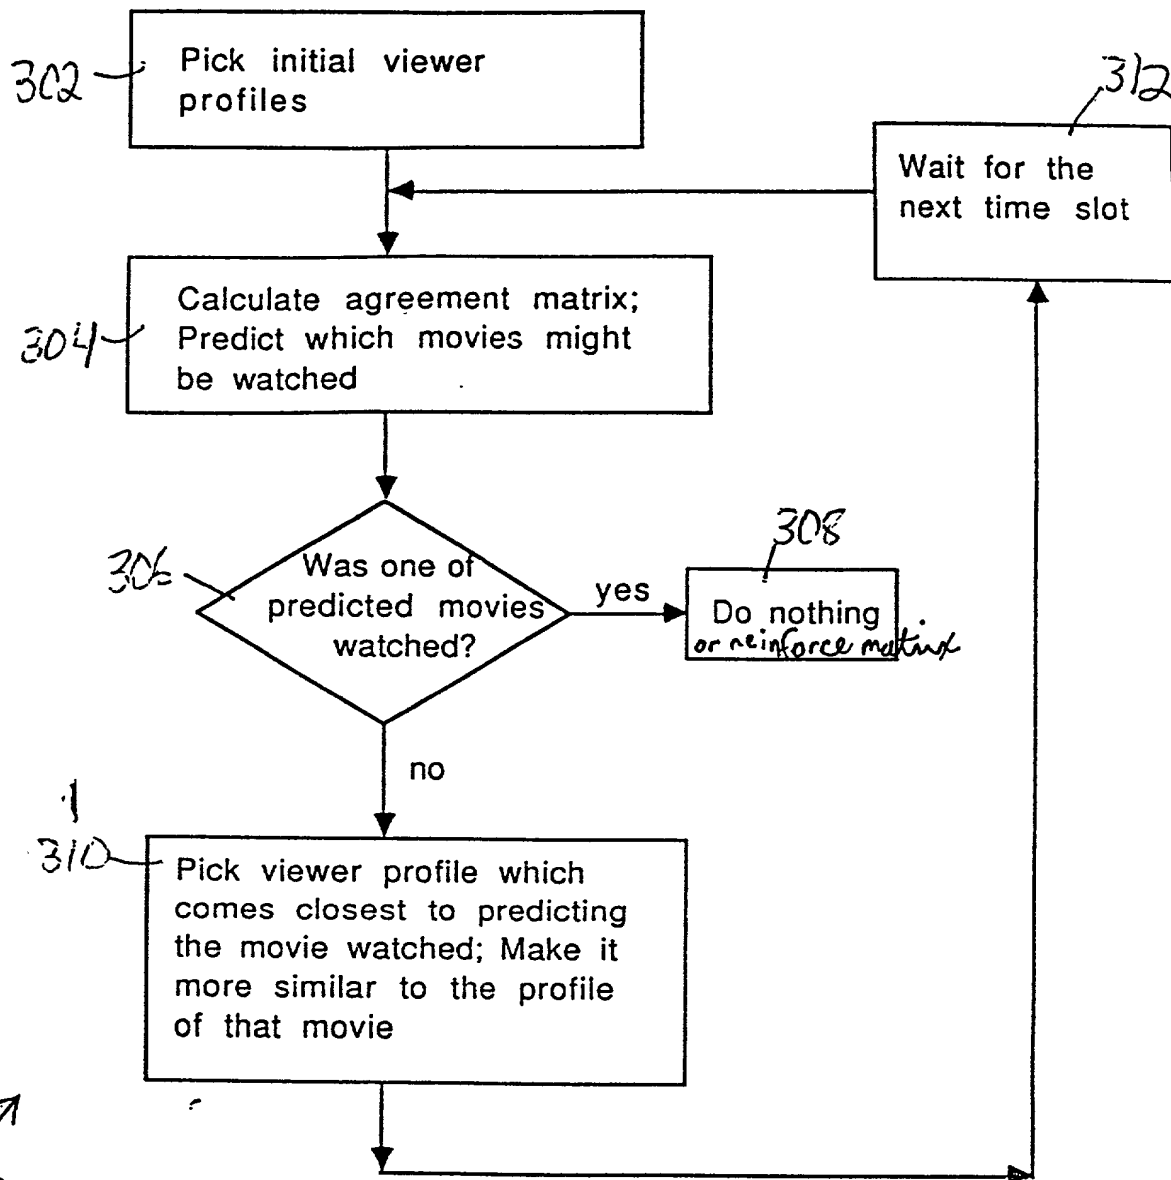 302
Pick initial viewer
profiles
312
Wait for the
next time slot
304
Calculate agreement matrix;
Predict which movies might
be watched
306
Was one of
predicted movies
watched?
yes
308
Do nothing
or reinforce matrix
no
310
Pick viewer profile which
comes closest to predicting
the movie watched; Make it
more similar to the profile
of that movie